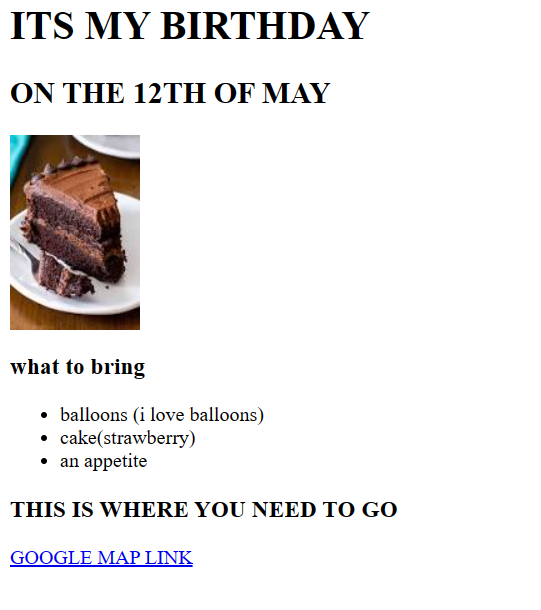 ITS MY BIRTHDAY
ON THE 12TH OF MAY
what to bring
balloons (i love balloons)
cake(strawberry)
an appetite
THIS IS WHERE YOU NEED TO GO
GOOGLE MAP LINK